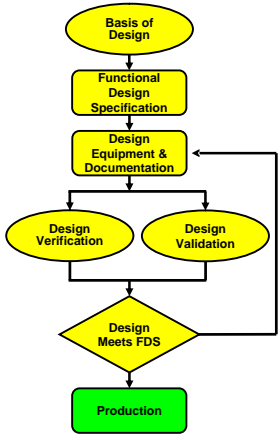 Basis of
Design
Functional
Design
Specification
Design
Equipment &
Documentation
Design
Verification
Design
Validation
Design
Meets FDS
Production